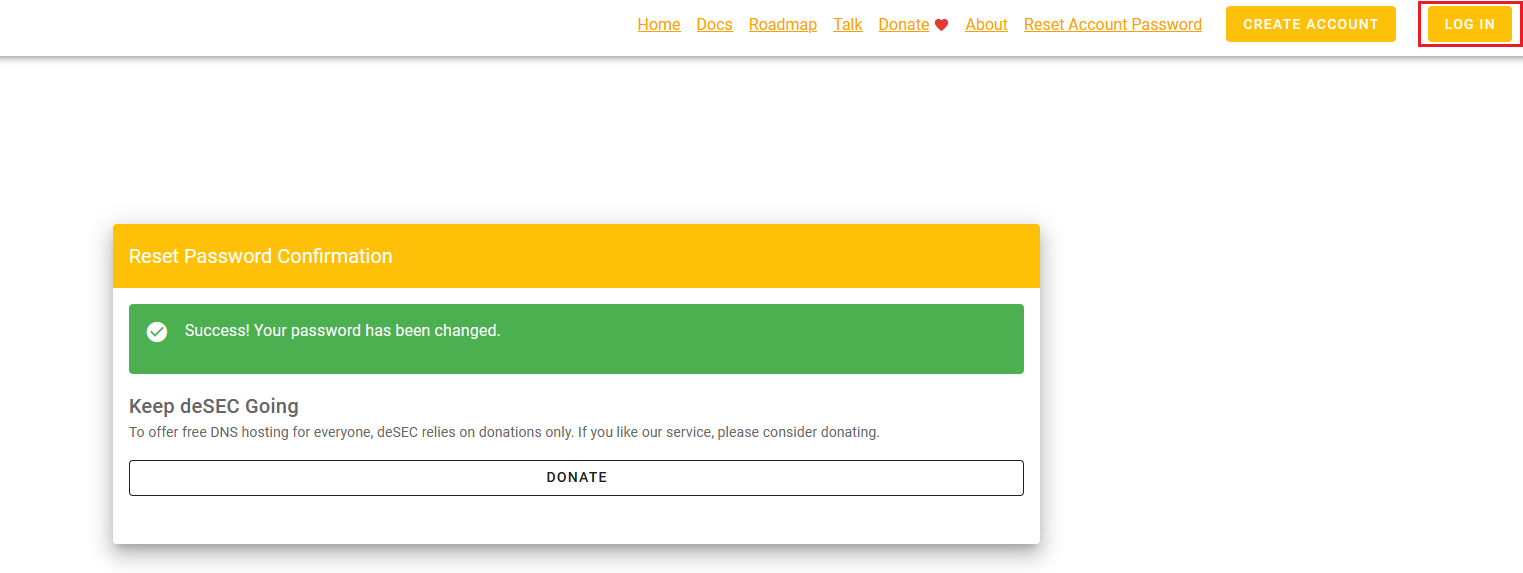 Home Docs Roadmap Talk Donate About Reset Account Password CREATE ACCOUNT LOG IN
Reset Password Confirmation
Success! Your password has been changed.
Keep deSEC Going
To offer free DNS hosting for everyone, deSEC relies on donations only. If you like our service, please consider donating.
DONATE